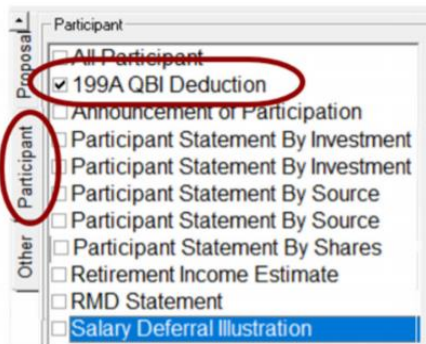 Participant
Proposal
Participant
Other
All Participant
199A QBI Deduction
Announcement of Participation
Participant Statement By Investment
Participant Statement By Investment
Participant Statement By Source
Participant Statement By Source
Participant Statement By Shares
Retirement Income Estimate
RMD Statement
Salary Deferral Illustration